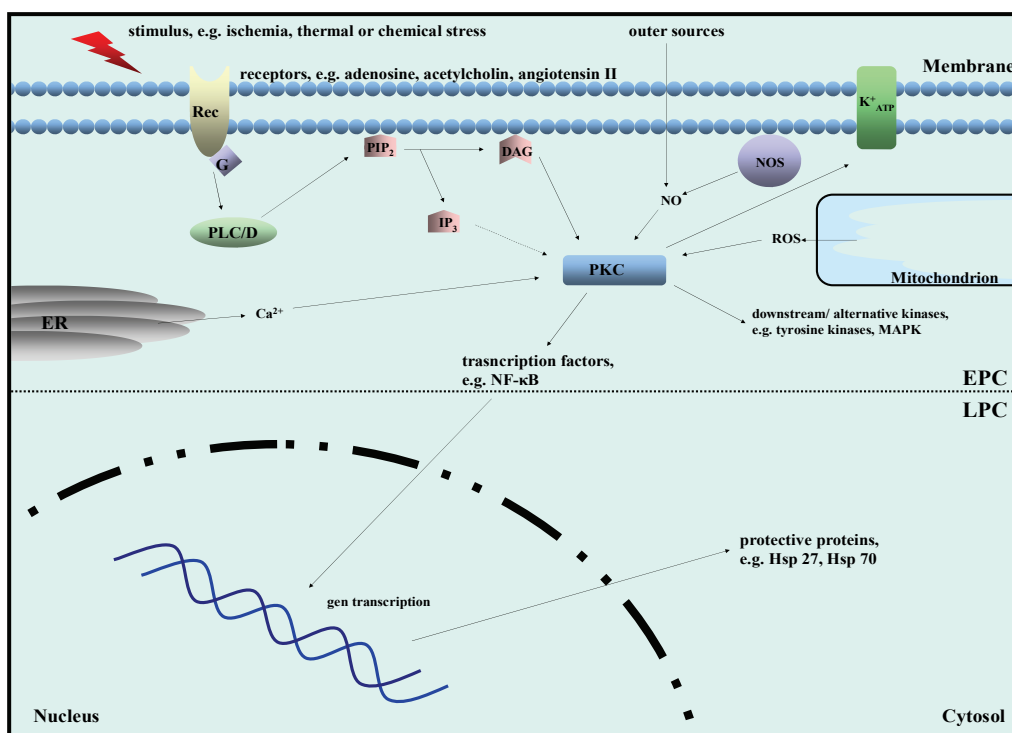 stimulus, e.g. ischemia, thermal or chemical stress
outer sources
receptors, e.g. adenosine, acetylcholin, angiotensin II
Membrane
Rec
K⁺ATP
G
PIP₂
DAG
NOS
NO
IP₃
PLC/D
ROS
PKC
Mitochondrion
ER
Ca²⁺
downstream/ alternative kinases,
e.g. tyrosine kinases, MAPK
trasncription factors,
e.g. NF-κB
EPC
LPC
protective proteins,
e.g. Hsp 27, Hsp 70
gen transcription
Nucleus
Cytosol